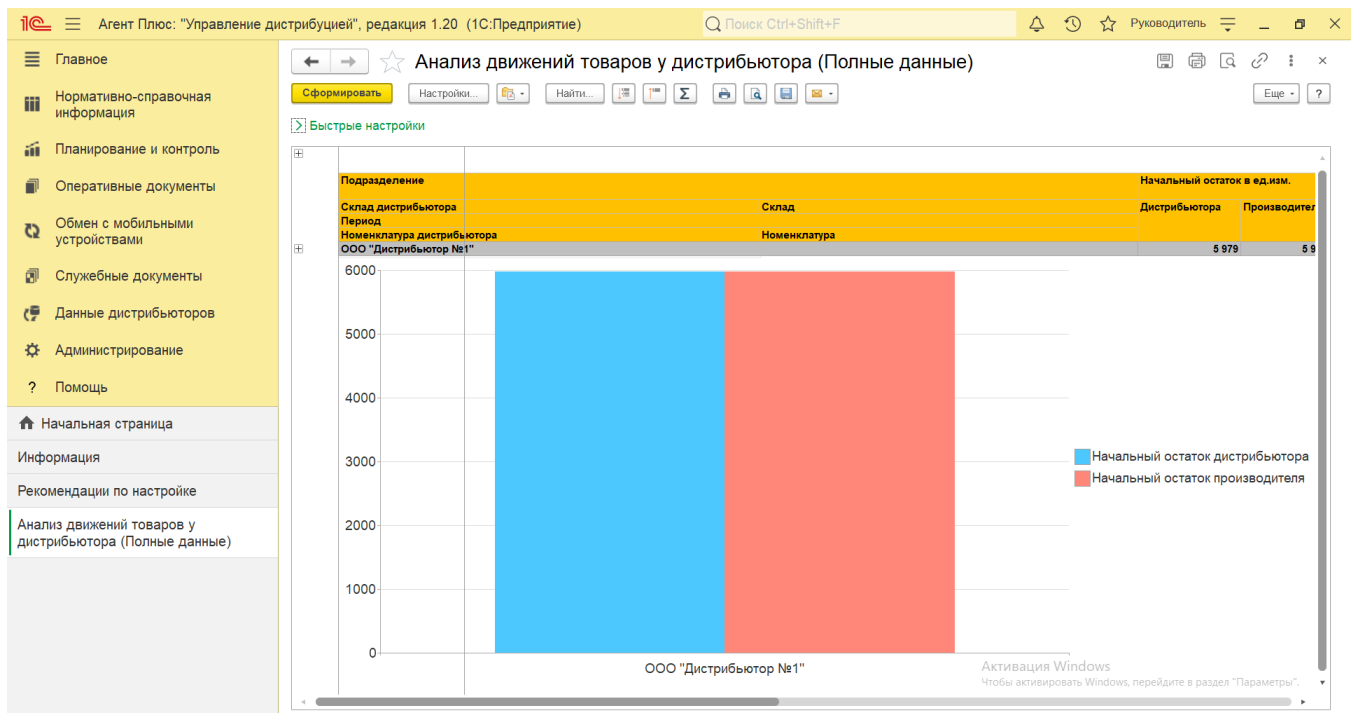 1С Агент Плюс: "Управление дистрибуцией", редакция 1.20 (1С:Предприятие)
Поиск Ctrl+Shift+F
Руководитель
Главное
Нормативно-справочная
информация
Планирование и контроль
Оперативные документы
Обмен с мобильными
устройствами
Служебные документы
Данные дистрибьюторов
Администрирование
? Помощь
Начальная страница
Информация
Рекомендации по настройке
Анализ движений товаров у
дистрибьютора (Полные данные)
Анализ движений товаров у дистрибьютора (Полные данные)
Сформировать Настройки... Найти... Σ Еще ?
Быстрые настройки
Подразделение Начальный остаток в ед.изм.
Склад дистрибьютора Склад Дистрибьютора Производител
Период
Номенклатура дистрибьютора Номенклатура
ООО "Дистрибьютор №1" 5 979 5 9
6000
5000
4000
3000
2000
1000
0
ООО "Дистрибьютор №1"
Начальный остаток дистрибьютора
Начальный остаток производителя
Активация Windows
Чтобы активировать Windows, перейдите в раздел "Параметры".